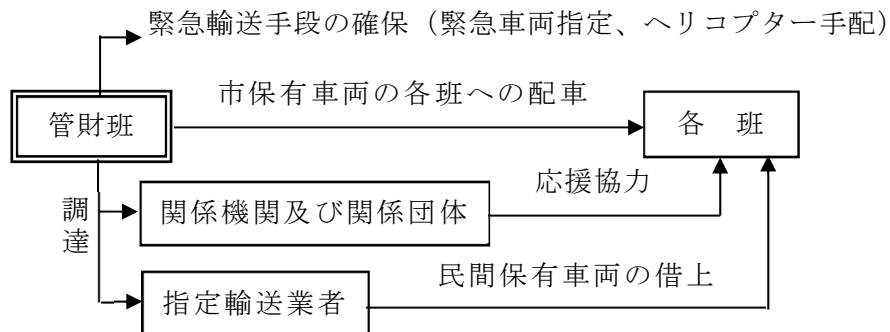 緊急輸送手段の確保（緊急車両指定、ヘリコプター手配）
市保有車両の各班への配車
管財班
各　班
応援協力
調達
関係機関及び関係団体
民間保有車両の借上
指定輸送業者